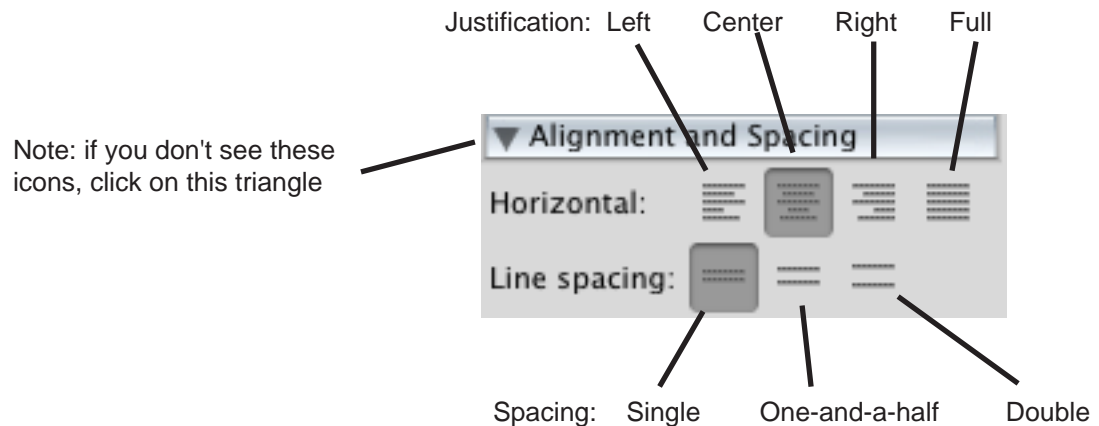 Justification: Left Center Right Full
Alignment and Spacing
Note: if you don't see these
icons, click on this triangle
Horizontal:
Line spacing:
Spacing: Single One-and-a-half Double